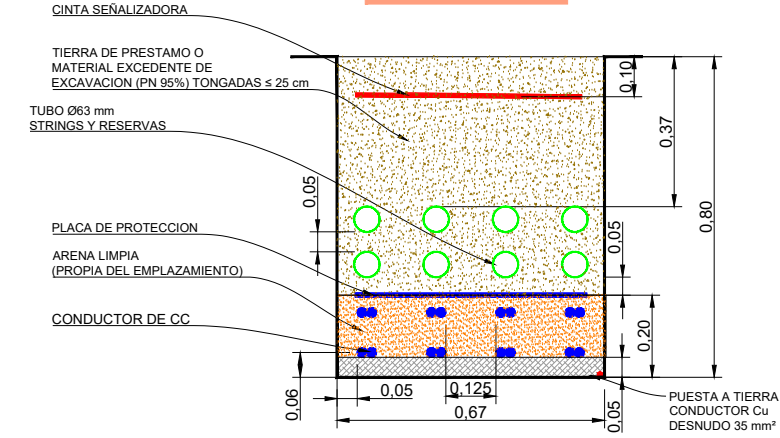 CINTA SEÑALIZADORA
TIERRA DE PRESTAMO O
MATERIAL EXCEDENTE DE
EXCAVACION (PN 95%) TONGADAS ≤ 25 cm
TUBO Ø63 mm
STRINGS Y RESERVAS
PLACA DE PROTECCION
ARENA LIMPIA
(PROPIA DEL EMPLAZAMIENTO)
CONDUCTOR DE CC
0,05
0,10
0,37
0,80
0,05
0,20
0,06
0,05
0,125
0,67
0,05
PUESTA A TIERRA
CONDUCTOR Cu
DESNUDO 35 mm²